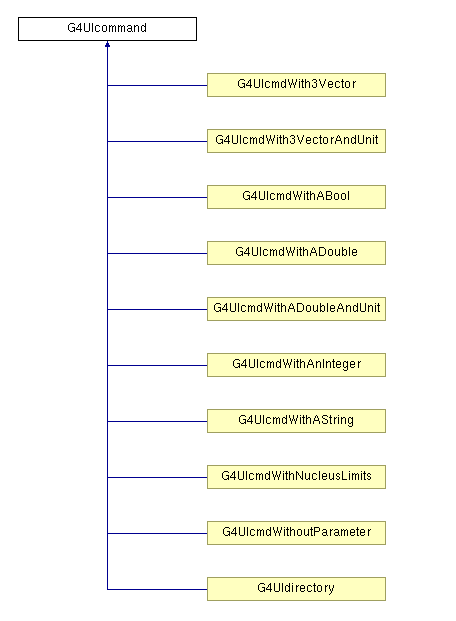 G4UIcommand
G4UIcmdWith3Vector
G4UIcmdWith3VectorAndUnit
G4UIcmdWithABool
G4UIcmdWithADouble
G4UIcmdWithADoubleAndUnit
G4UIcmdWithAnInteger
G4UIcmdWithAString
G4UIcmdWithNucleusLimits
G4UIcmdWithoutParameter
G4UIdirectory